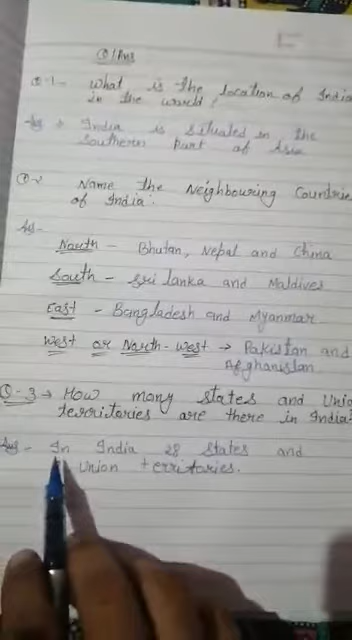 Q/Ans
Q.1- What is the location of India
in the world,
Ans → India is situated in the
Southern part of Asia
Q-2 Name the Neighbouring Countrie
of India.
Ans-
North - Bhutan, Nepal and China
South - Sri lanka and Maldives
East - Bangladesh and Myanmar
West or North-west → Pakistan and
Afghanistan
Q-3 → How many states and Unio
territories are there in India?
Ans - In India 28 states and
Union territories.